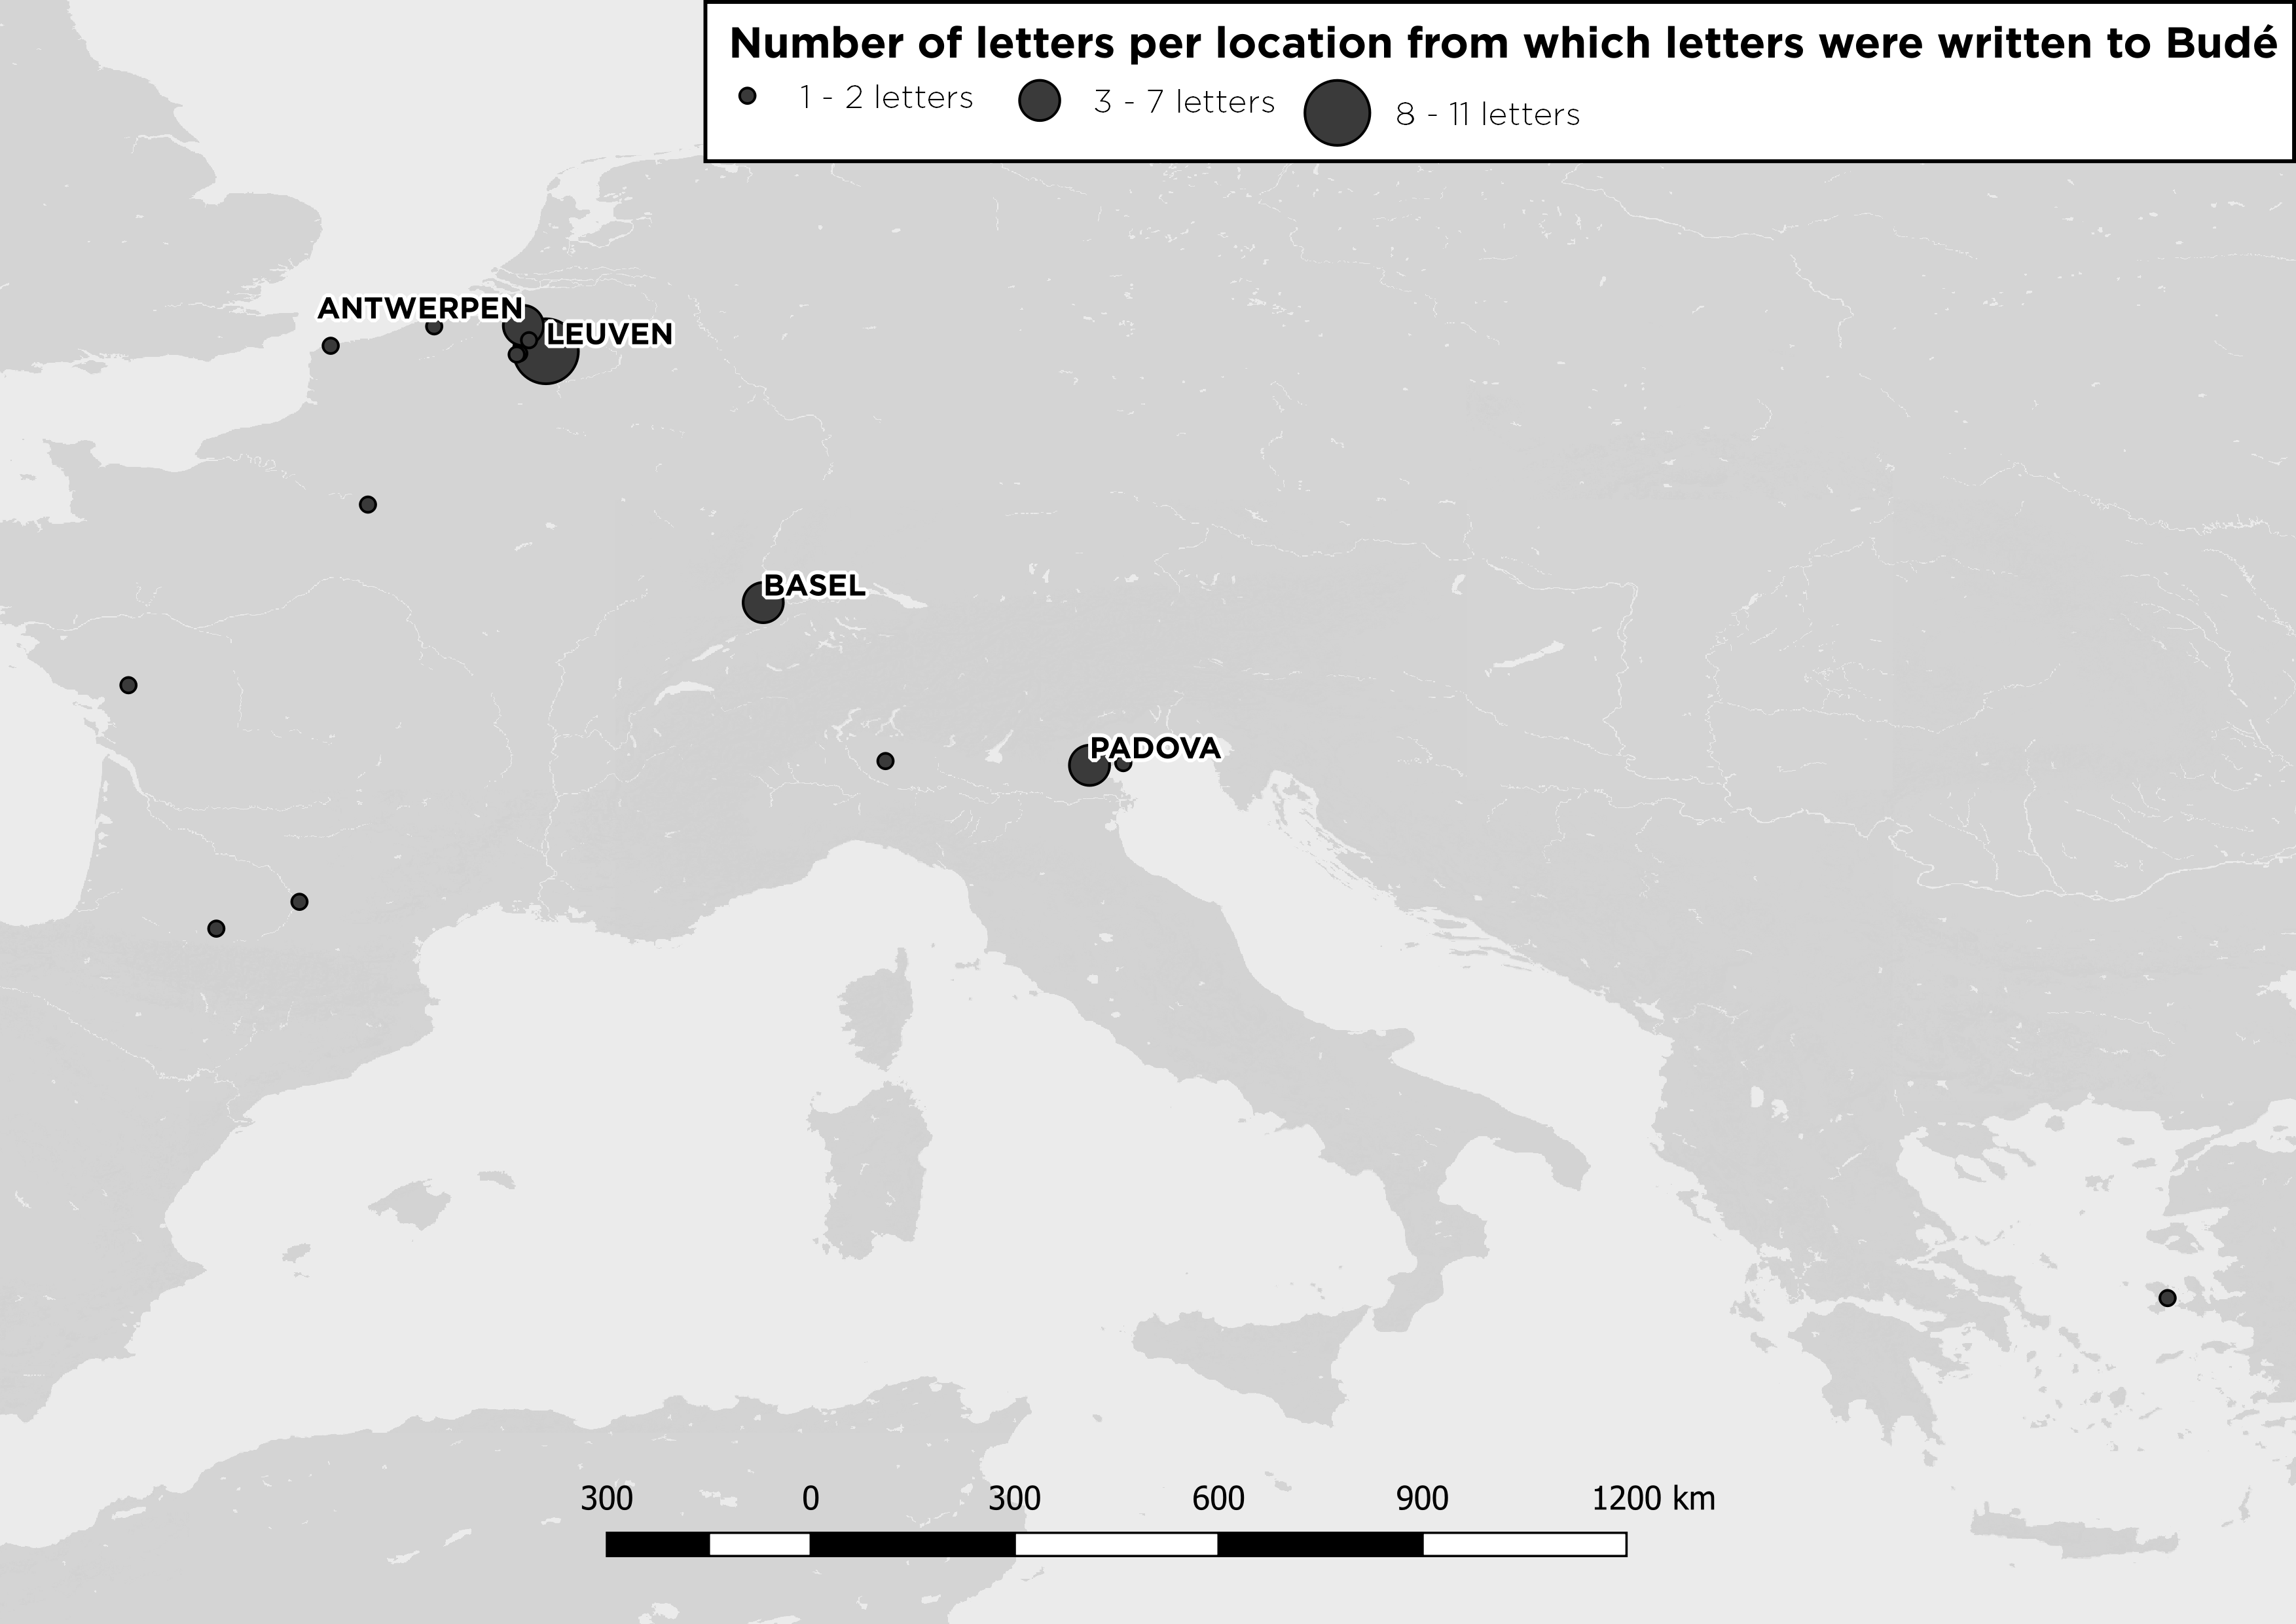 Number of letters per location from which letters were written to Budé
1 - 2 letters 3 - 7 letters 8 - 11 letters
ANTWERPEN
LEUVEN
BASEL
PADOVA
300 0 300 600 900 1200 km